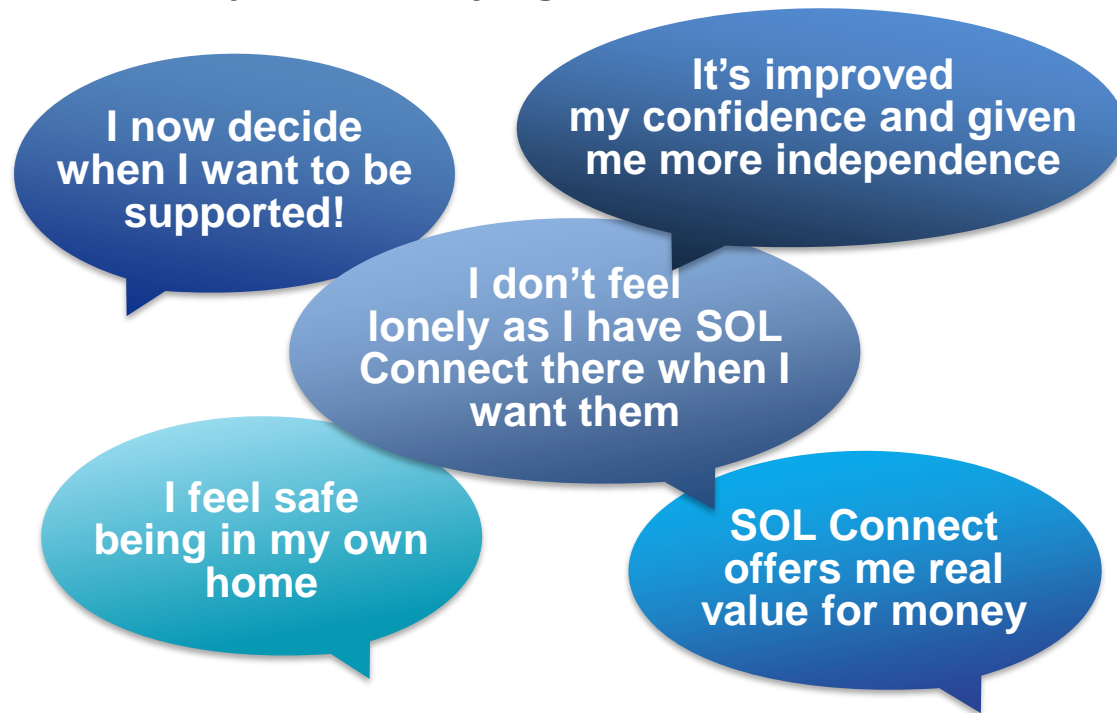 I now decide
when I want to be
supported!
It's improved
my confidence and given
me more independence
I don't feel
lonely as I have SOL
Connect there when I
want them
I feel safe
being in my own
home
SOL Connect
offers me real
value for money